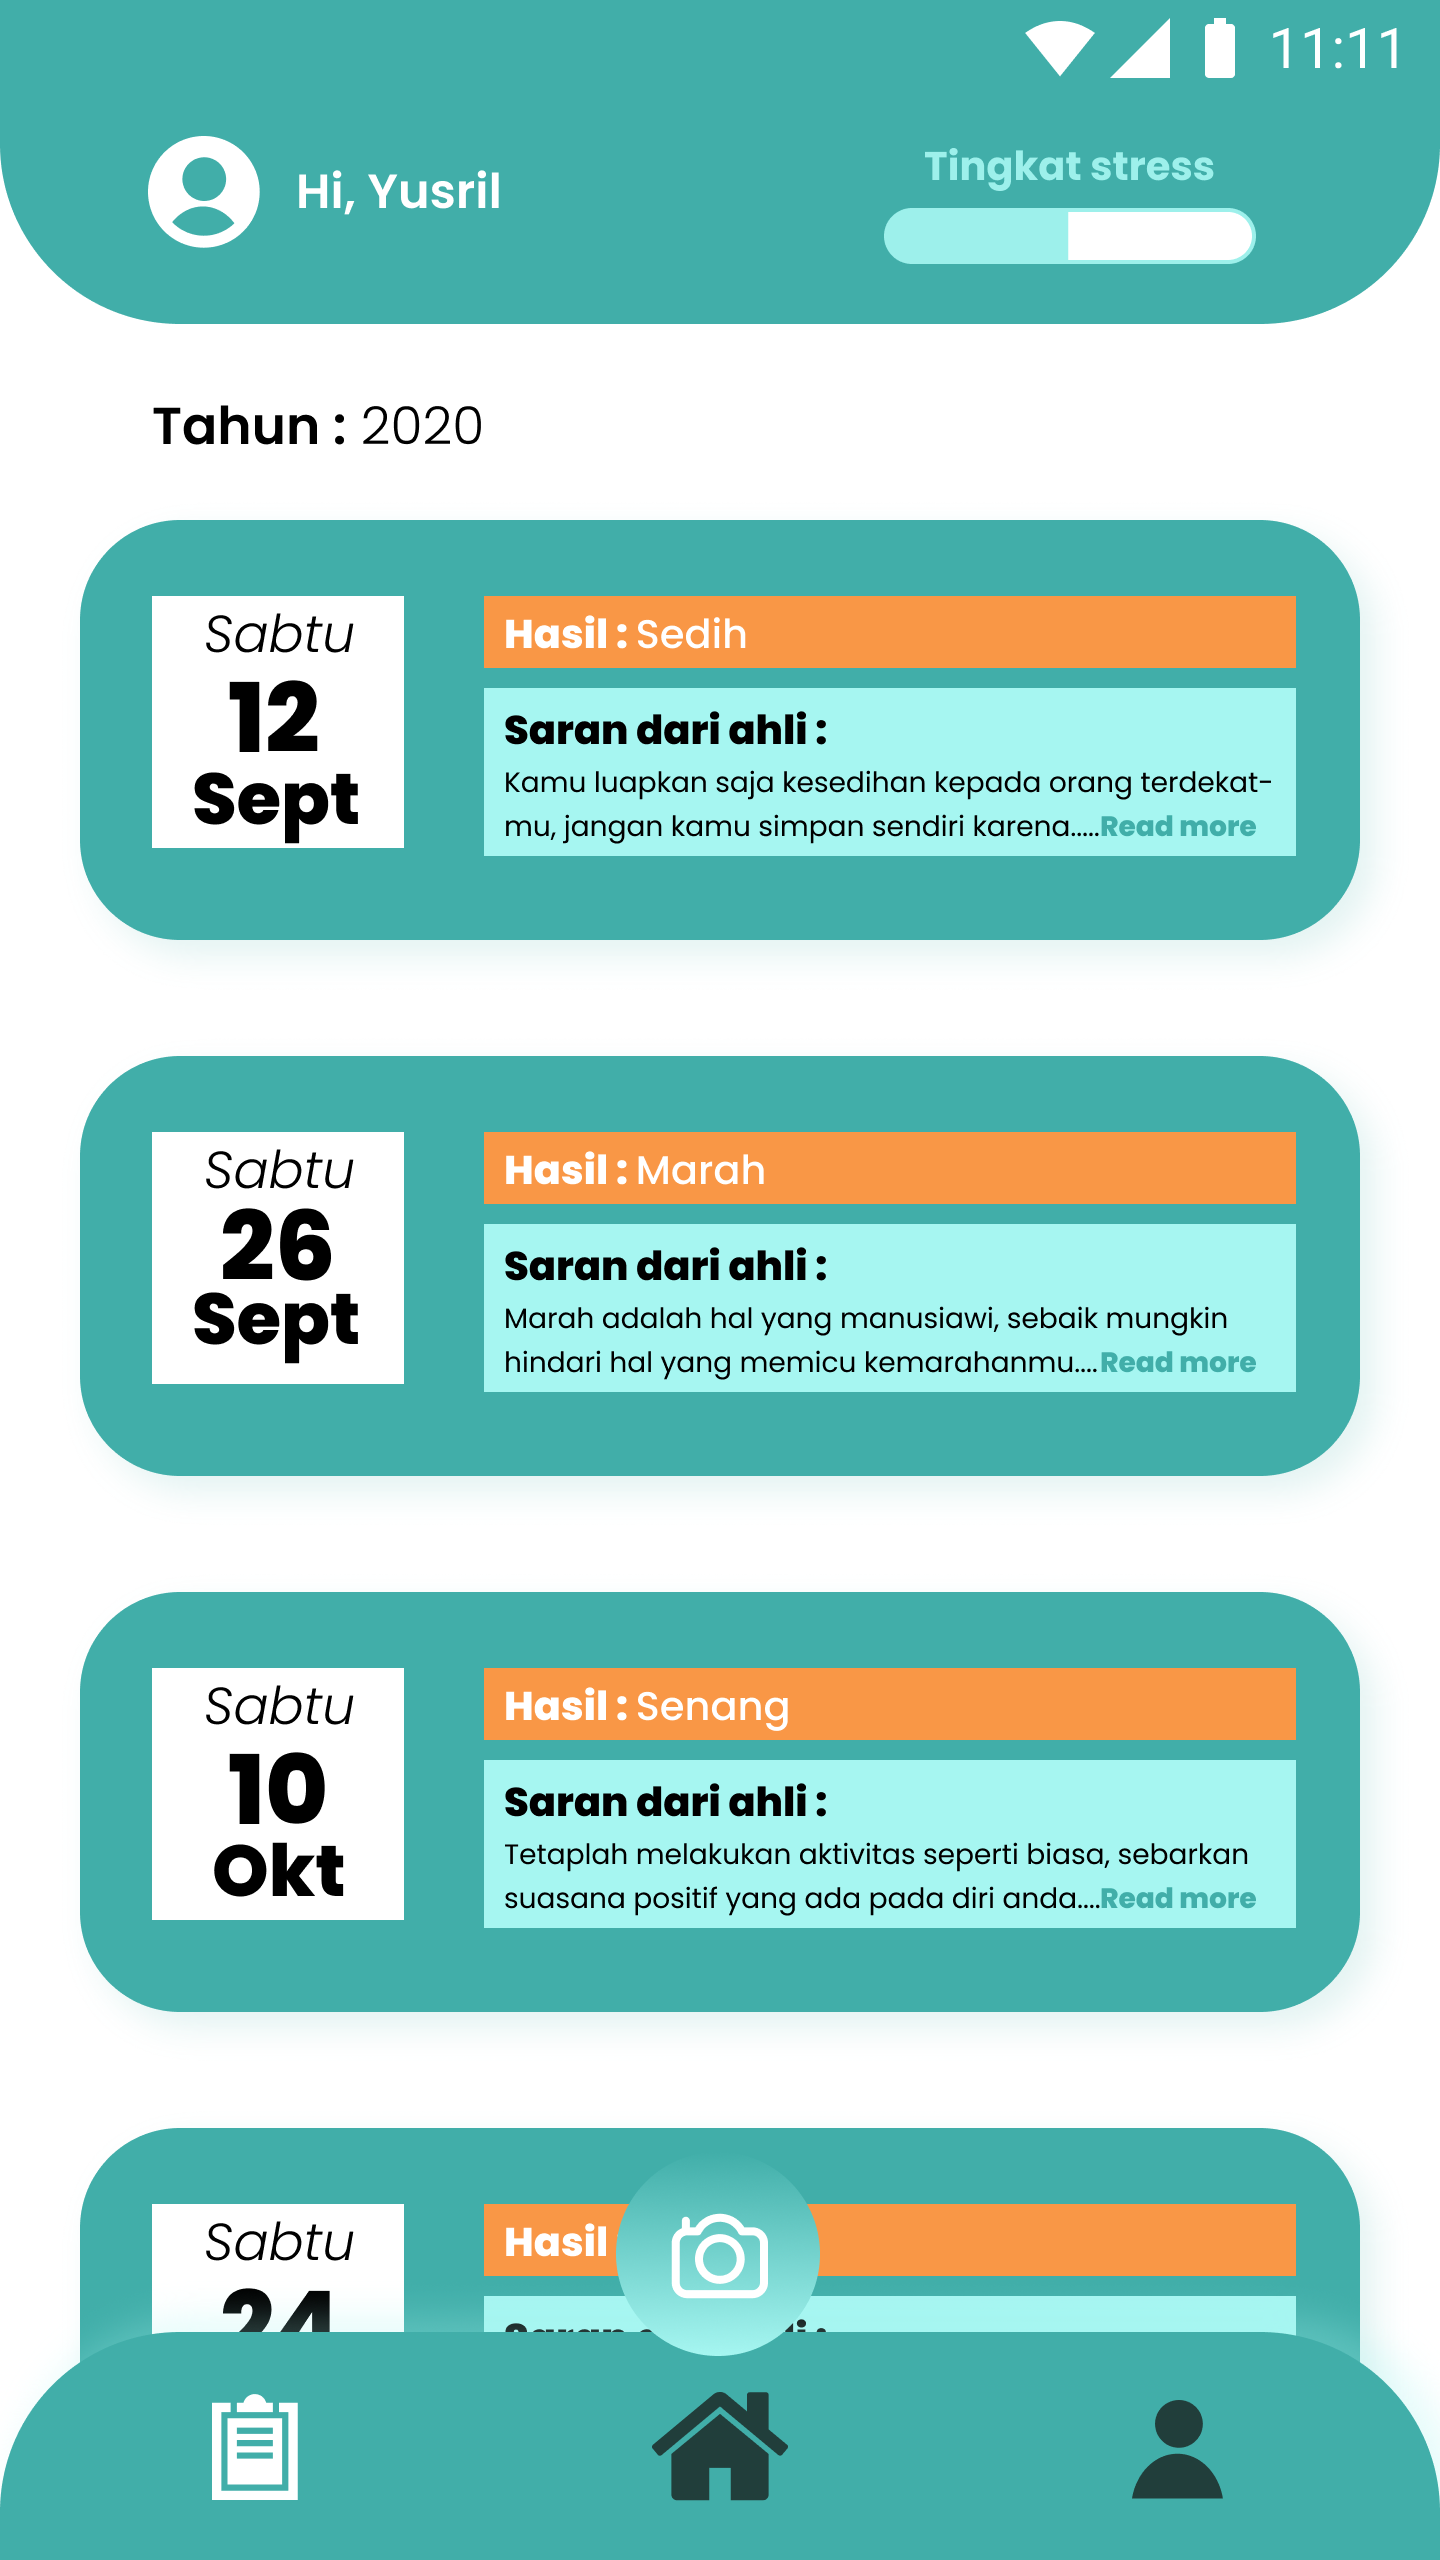 11:11
Hi, Yusril
Tingkat stress
Tahun : 2020
Sabtu
12
Sept
Hasil : Sedih
Saran dari ahli :
Kamu luapkan saja kesedihan kepada orang terdekat-
mu, jangan kamu simpan sendiri karena.....Read more
Sabtu
26
Sept
Hasil : Marah
Saran dari ahli :
Marah adalah hal yang manusiawi, sebaik mungkin
hindari hal yang memicu kemarahanmu....Read more
Sabtu
10
Okt
Hasil : Senang
Saran dari ahli :
Tetaplah melakukan aktivitas seperti biasa, sebarkan
suasana positif yang ada pada diri anda....Read more
Sabtu
24
Hasil